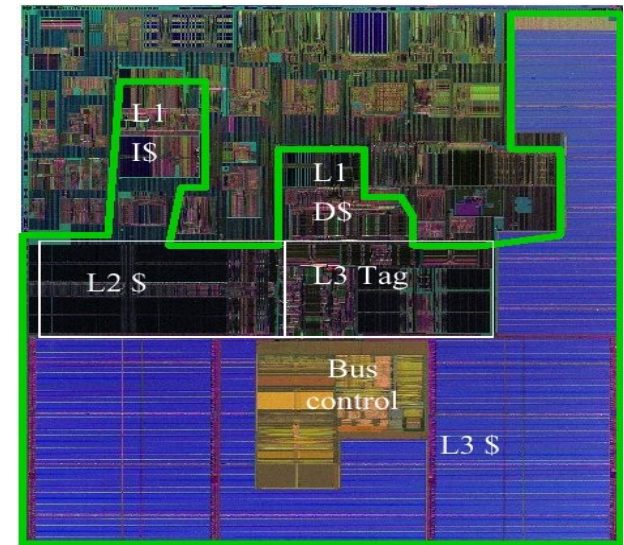 L1
I$
L1
D$
L2 $
L3 Tag
Bus
control
L3 $